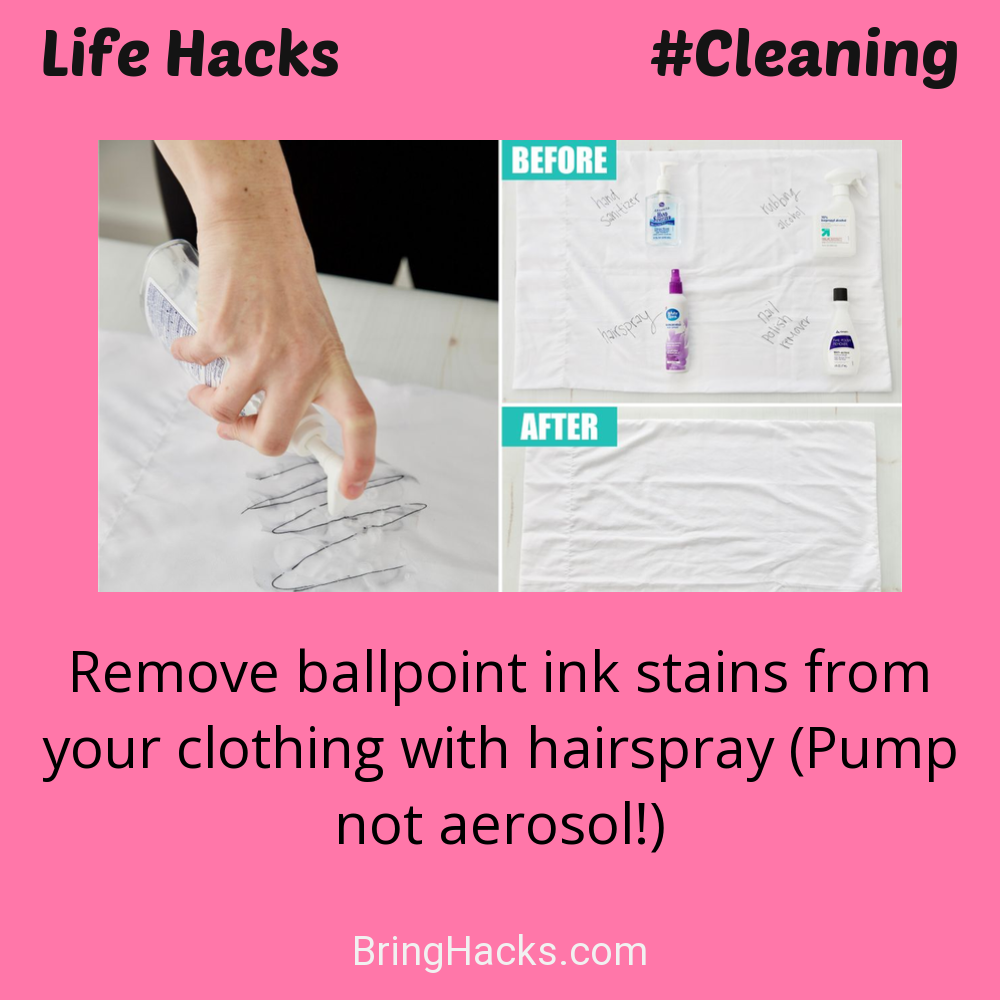 Life Hacks
#Cleaning
BEFORE
hand
sanitizer
rubbing
alcohol
hairspray
nail
polish
remover
AFTER
Remove ballpoint ink stains from
your clothing with hairspray (Pump
not aerosol!)
BringHacks.com